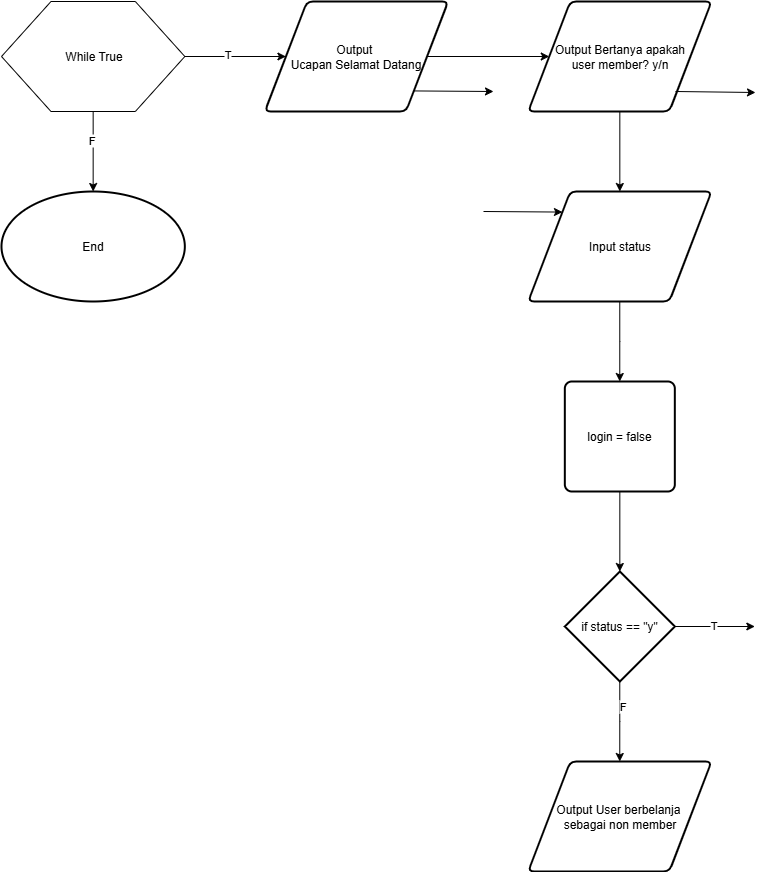 While True
T
Output
Ucapan Selamat Datang
Output Bertanya apakah
user member? y/n
F
End
Input status
login = false
if status == "y"
T
F
Output User berbelanja
sebagai non member